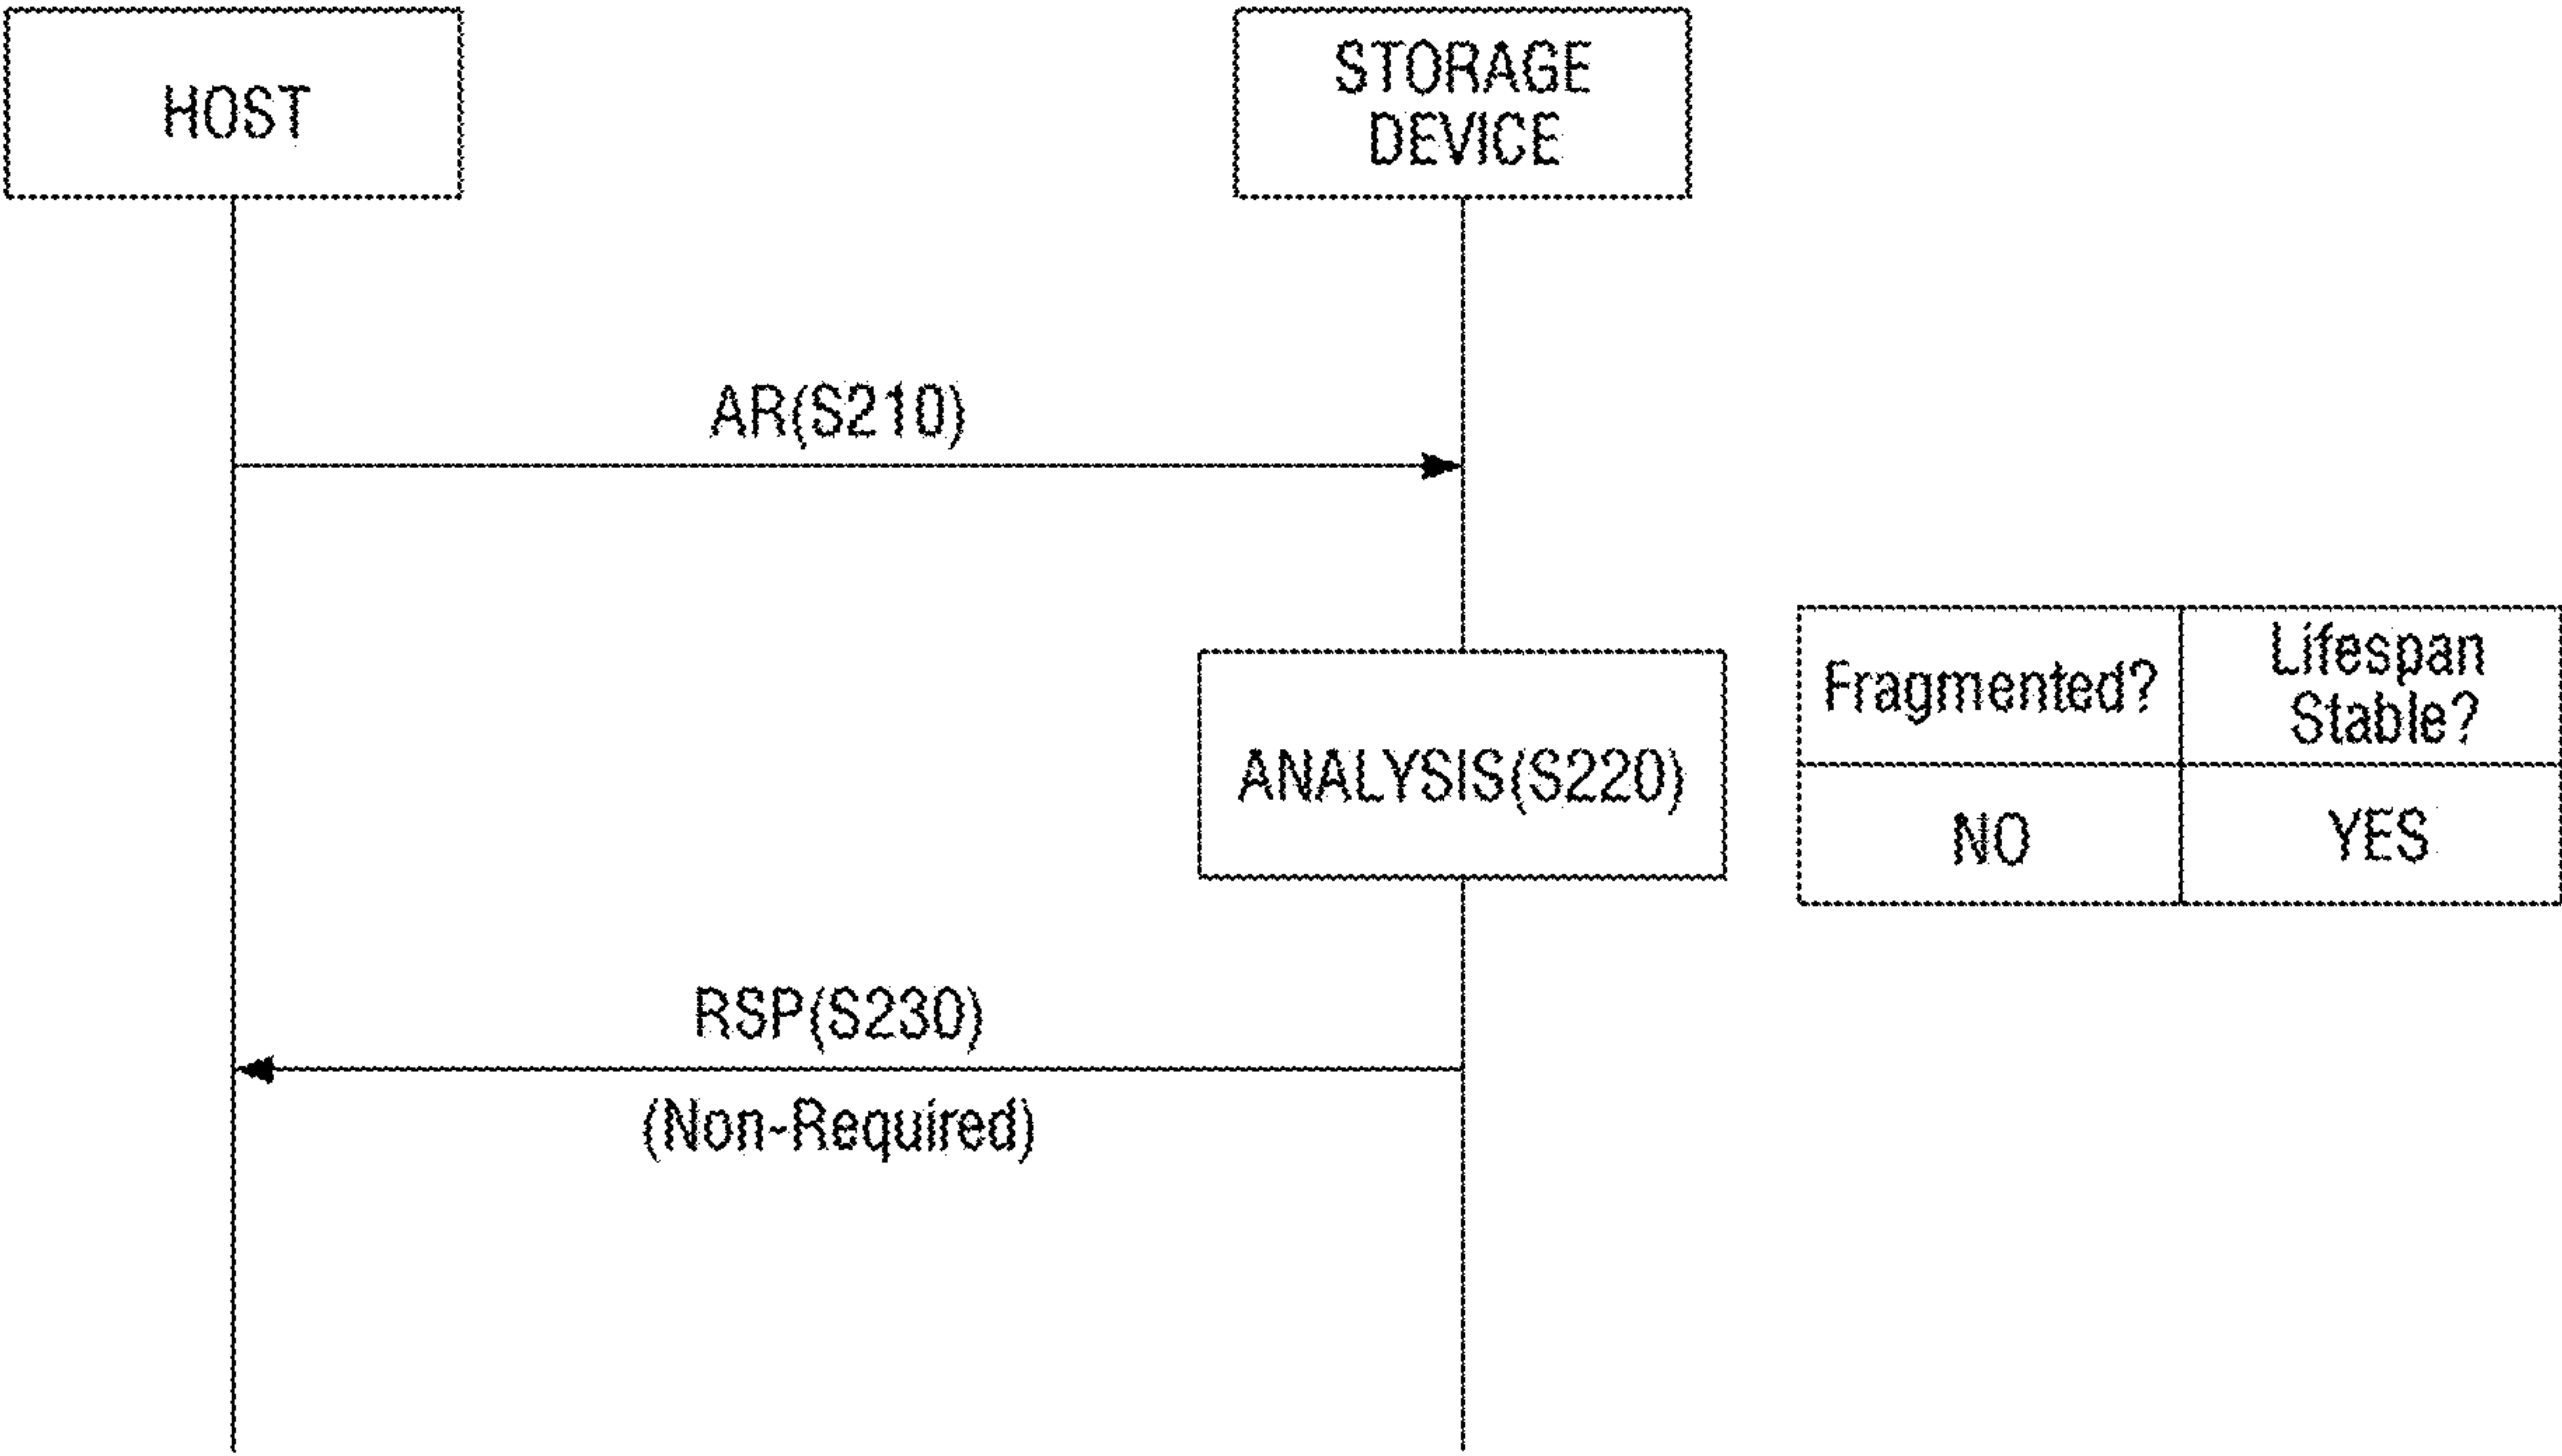 HOST
STORAGE
DEVICE
AR(S210)
Fragmented?
Lifespan
Stable?
ANALYSIS(S220)
NO
YES
RSP(S230)
(Non-Required)